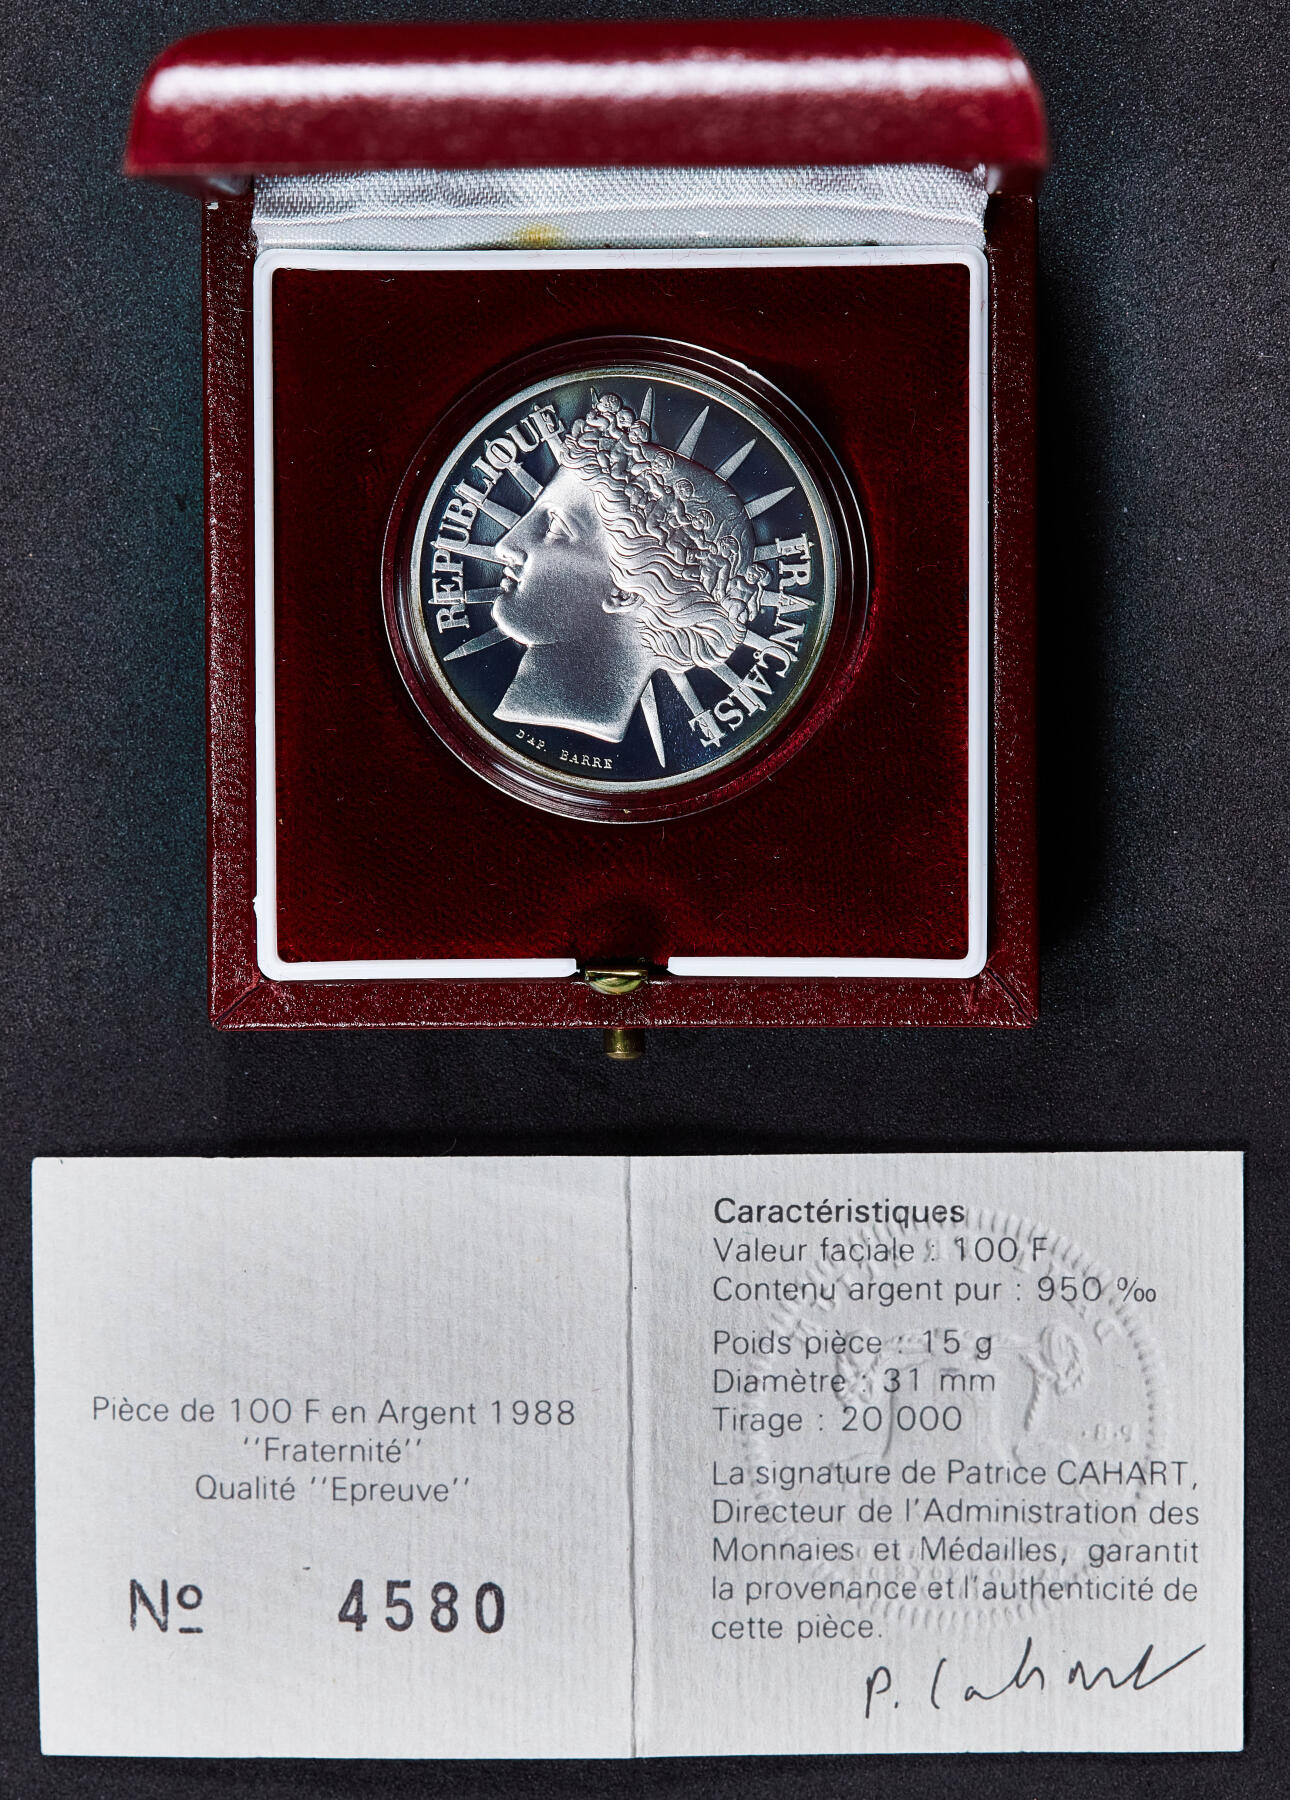 RÉPUBLIQUE
FRANÇAISE
D'AP. BARRE
Pièce de 100 F en Argent 1988
''Fraternité''
Qualité ''Epreuve''
Nº 4580
Caractéristiques
Valeur faciale : 100 F
Contenu argent pur : 950 ‰
Poids pièce : 15 g
Diamètre : 31 mm
Tirage : 20 000
La signature de Patrice CAHART,
Directeur de l'Administration des
Monnaies et Médailles, garantit
la provenance et l'authenticité de
cette pièce.
P. Cahart